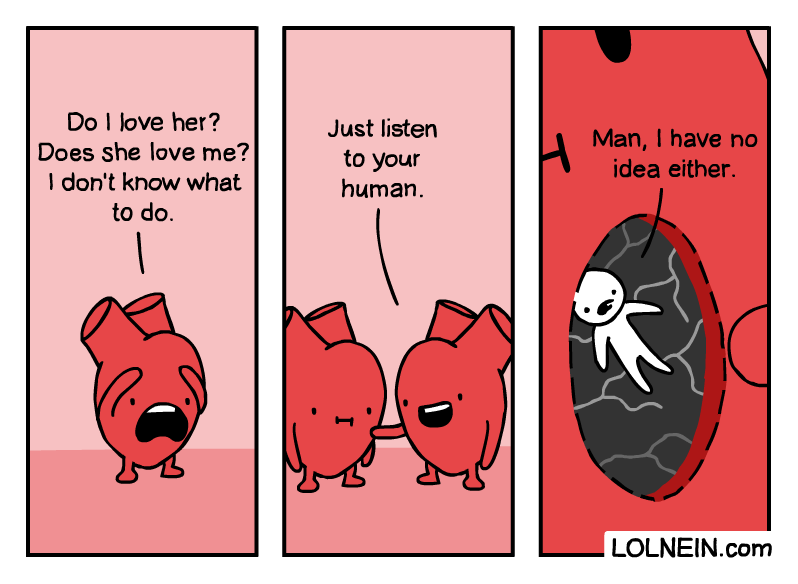 Do I love her?
Does she love me?
I don't know what
to do.
Just listen
to your
human.
Man, I have no
idea either.
LOLNEIN.com